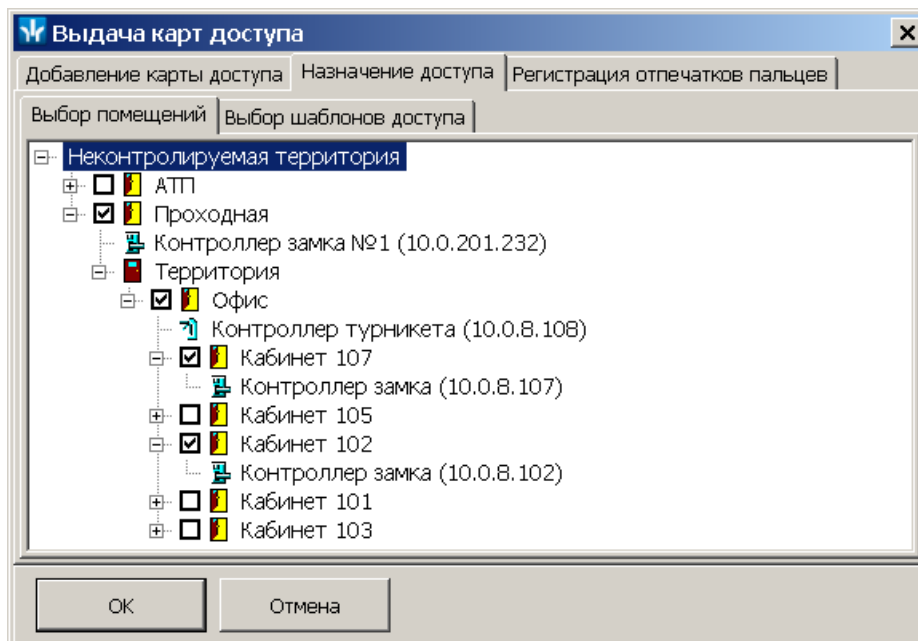 Выдача карт доступа
Добавление карты доступа Назначение доступа Регистрация отпечатков пальцев
Выбор помещений Выбор шаблонов доступа
Неконтролируемая территория
АТП
Проходная
Контроллер замка №1 (10.0.201.232)
Территория
Офис
Контроллер турникета (10.0.8.108)
Кабинет 107
Контроллер замка (10.0.8.107)
Кабинет 105
Кабинет 102
Контроллер замка (10.0.8.102)
Кабинет 101
Кабинет 103
ОК Отмена